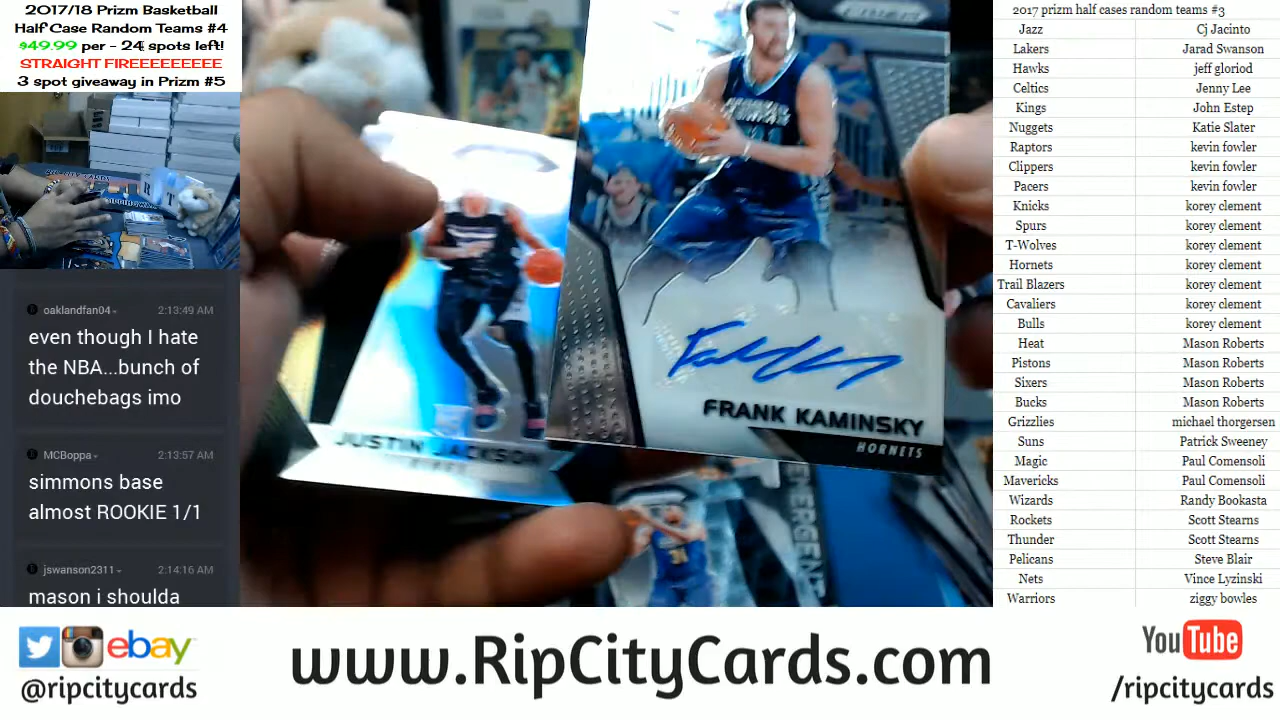 2017/18 Prizm Basketball
Half Case Random Teams #4
$49.99 per - 24 spots left!
STRAIGHT FIREEEEEEEEE
3 spot giveaway in Prizm #5
oaklandfan04
2:13:49 AM
even though I hate
the NBA...bunch of
douchebags imo
MCBoppa
2:13:57 AM
simmons base
almost ROOKIE 1/1
jswanson2311
2:14:16 AM
mason i shoulda
JUSTIN JACKSON
FRANK KAMINSKY
HORNETS
EMERGENT
2017 prizm half cases random teams #3
Jazz Cj Jacinto
Lakers Jarad Swanson
Hawks jeff gloriod
Celtics Jenny Lee
Kings John Estep
Nuggets Katie Slater
Raptors kevin fowler
Clippers kevin fowler
Pacers kevin fowler
Knicks korey clement
Spurs korey clement
T-Wolves korey clement
Hornets korey clement
Trail Blazers korey clement
Cavaliers korey clement
Bulls korey clement
Heat Mason Roberts
Pistons Mason Roberts
Sixers Mason Roberts
Bucks Mason Roberts
Grizzlies michael thorgersen
Suns Patrick Sweeney
Magic Paul Comensoli
Mavericks Paul Comensoli
Wizards Randy Bookasta
Rockets Scott Stearns
Thunder Scott Stearns
Pelicans Steve Blair
Nets Vince Lyzinski
Warriors ziggy bowles
ebay
@ripcitycards
www.RipCityCards.com
YouTube
/ripcitycards